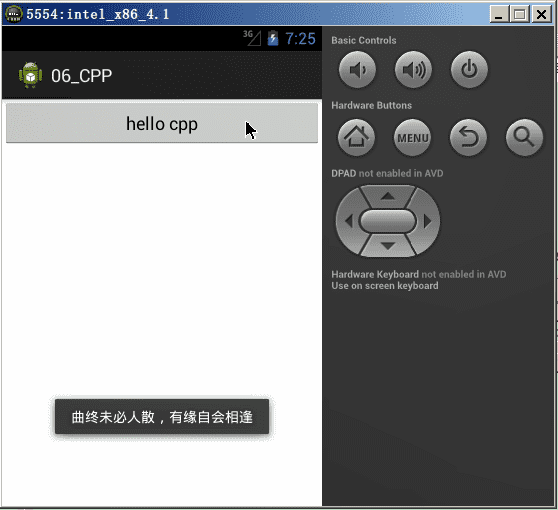 5554:intel_x86_4.1
3G 7:25
06_CPP
hello cpp
曲终未必人散，有缘自会相逢
Basic Controls
Hardware Buttons
MENU
DPAD not enabled in AVD
Hardware Keyboard not enabled in AVD
Use on screen keyboard